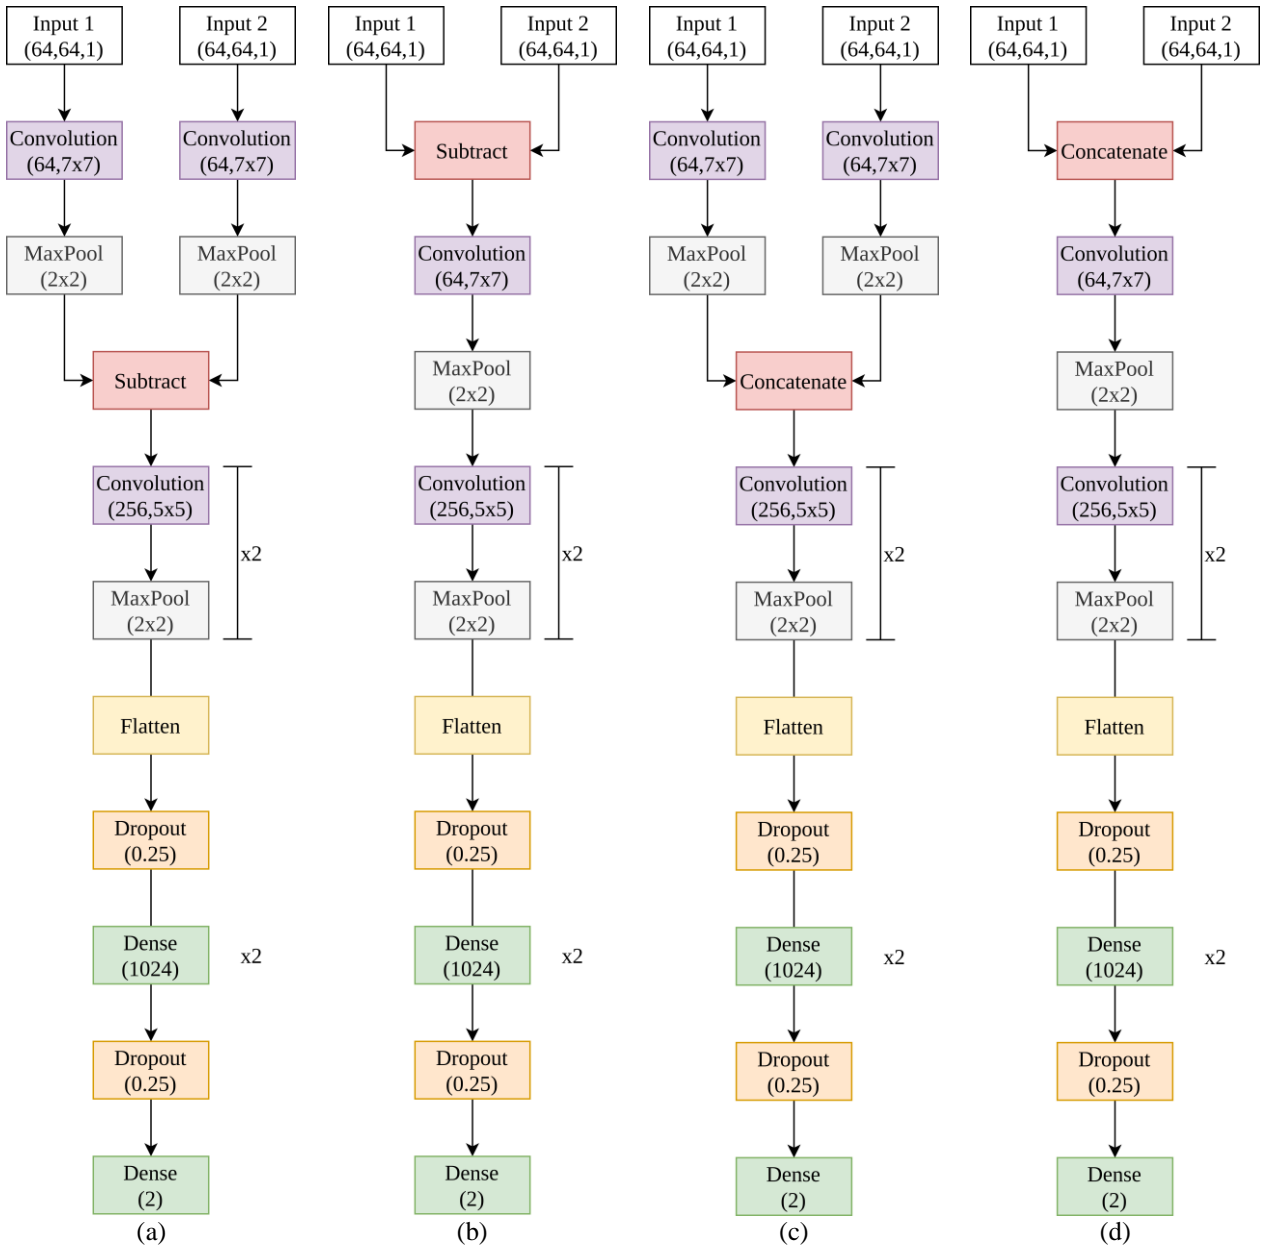 Input 1
(64,64,1)
Input 2
(64,64,1)
Convolution
(64,7x7)
Convolution
(64,7x7)
MaxPool
(2x2)
MaxPool
(2x2)
Subtract
Convolution
(256,5x5)
x2
MaxPool
(2x2)
Flatten
Dropout
(0.25)
Dense
(1024)
x2
Dropout
(0.25)
Dense
(2)
(a)
Input 1
(64,64,1)
Input 2
(64,64,1)
Subtract
Convolution
(64,7x7)
MaxPool
(2x2)
Convolution
(256,5x5)
x2
MaxPool
(2x2)
Flatten
Dropout
(0.25)
Dense
(1024)
x2
Dropout
(0.25)
Dense
(2)
(b)
Input 1
(64,64,1)
Input 2
(64,64,1)
Convolution
(64,7x7)
Convolution
(64,7x7)
MaxPool
(2x2)
MaxPool
(2x2)
Concatenate
Convolution
(256,5x5)
x2
MaxPool
(2x2)
Flatten
Dropout
(0.25)
Dense
(1024)
x2
Dropout
(0.25)
Dense
(2)
(c)
Input 1
(64,64,1)
Input 2
(64,64,1)
Concatenate
Convolution
(64,7x7)
MaxPool
(2x2)
Convolution
(256,5x5)
x2
MaxPool
(2x2)
Flatten
Dropout
(0.25)
Dense
(1024)
x2
Dropout
(0.25)
Dense
(2)
(d)